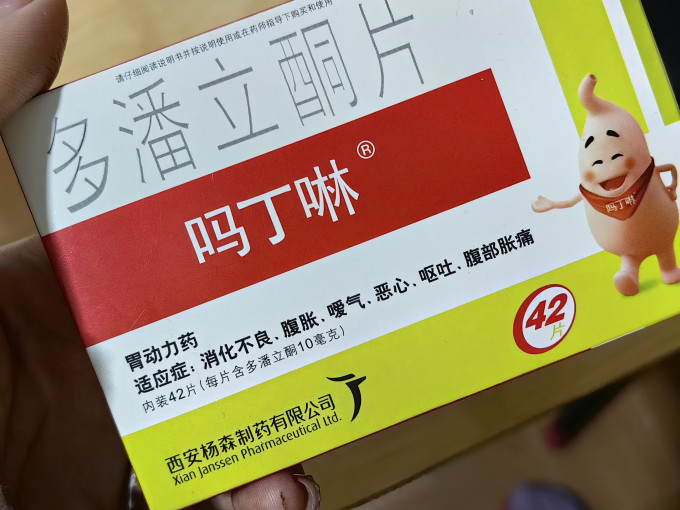 请仔细阅读说明书并按说明使用或在药师指导下购买和使用
多潘立酮片
吗丁啉®
吗丁啉
胃动力药
适应症：消化不良、腹胀、嗳气、恶心、呕吐、腹部胀痛
内装42片(每片含多潘立酮10毫克)
42片
西安杨森制药有限公司
Xian Janssen Pharmaceutical Ltd.